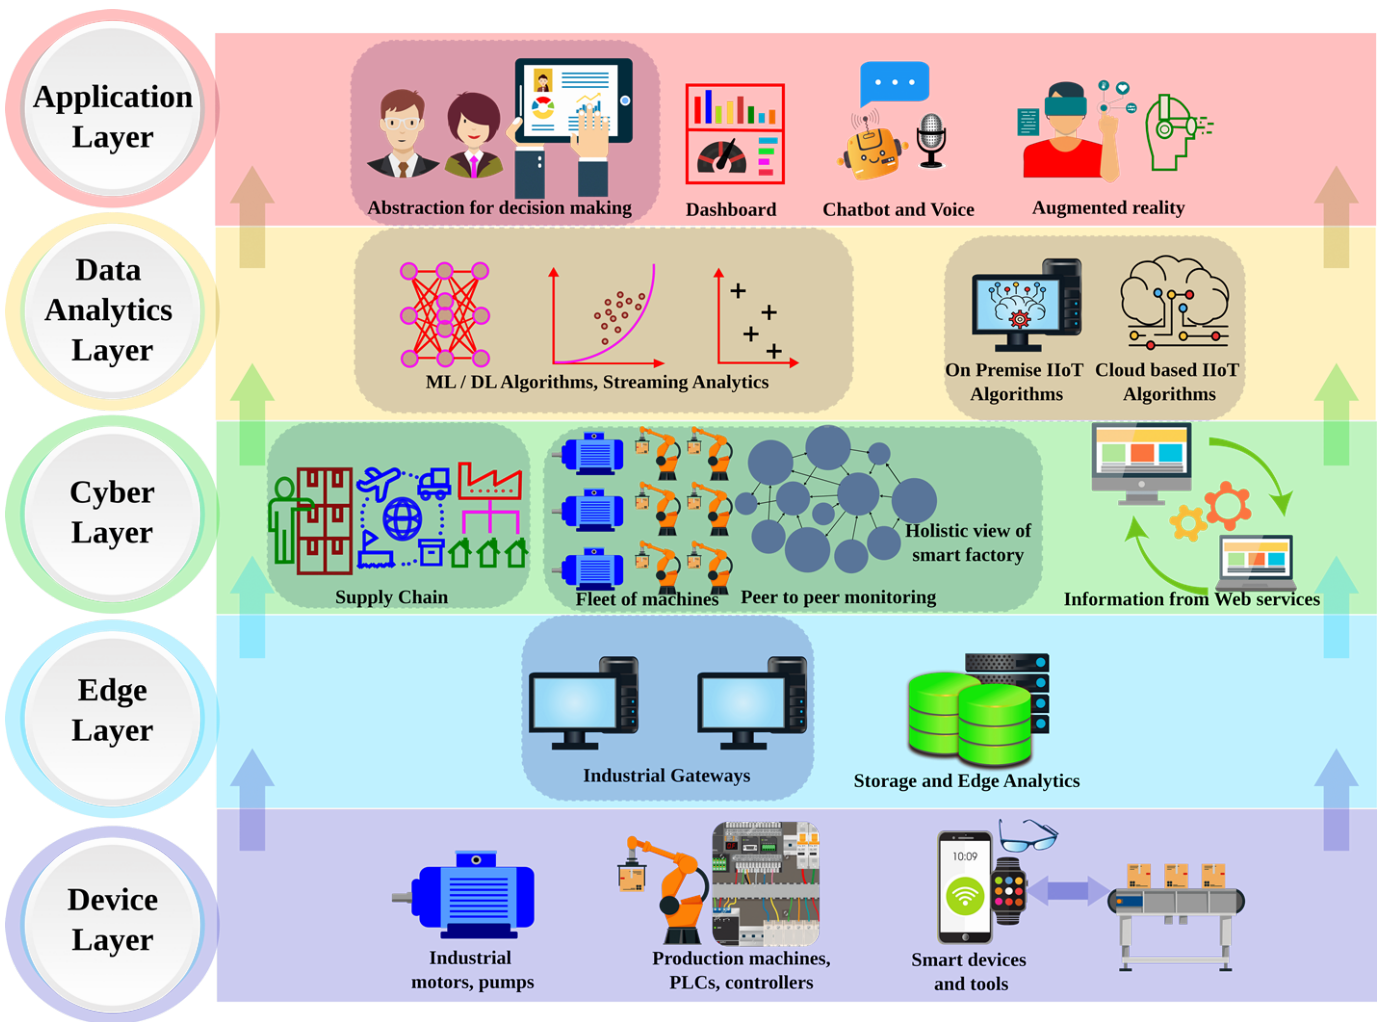 Application
Layer
Abstraction for decision making
Dashboard
Chatbot and Voice
Augmented reality
Data
Analytics
Layer
ML / DL Algorithms, Streaming Analytics
On Premise IIoT
Algorithms
Cloud based IIoT
Algorithms
Cyber
Layer
Supply Chain
Fleet of machines
Peer to peer monitoring
Holistic view of
smart factory
Information from Web services
Edge
Layer
Industrial Gateways
Storage and Edge Analytics
Device
Layer
Industrial
motors, pumps
Production machines,
PLCs, controllers
10:09
Smart devices
and tools